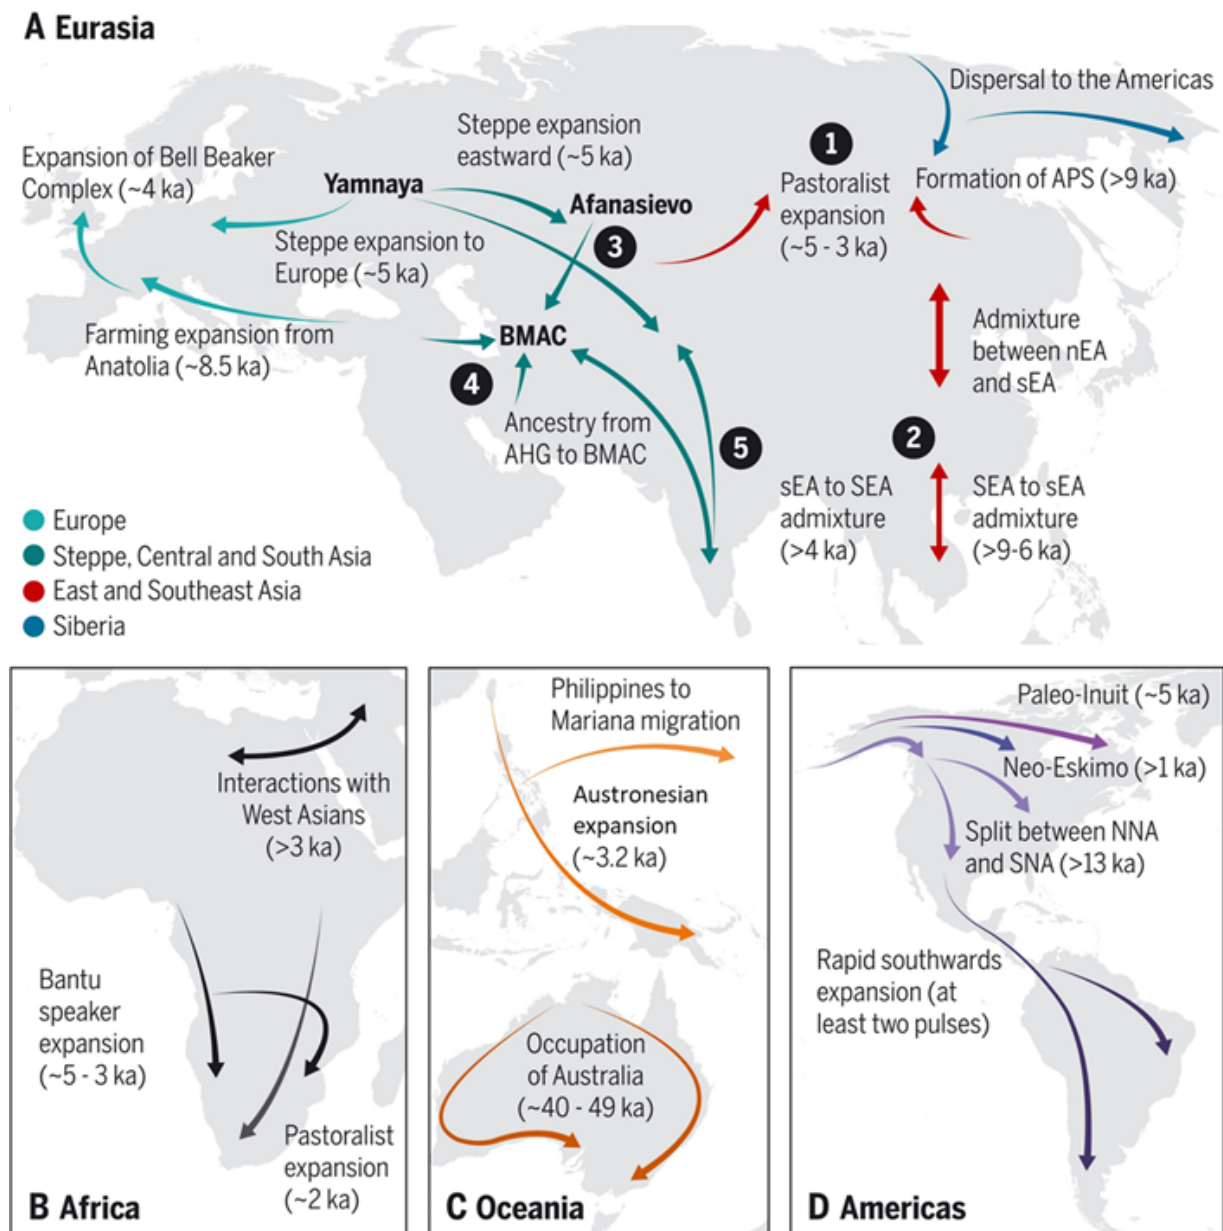 A Eurasia
Dispersal to the Americas
Steppe expansion
eastward (~5 ka)
1
Expansion of Bell Beaker
Complex (~4 ka)
Yamnaya
Pastoralist
expansion
(~5 - 3 ka)
Formation of APS (>9 ka)
Afanasievo
3
Steppe expansion to
Europe (~5 ka)
Farming expansion from
Anatolia (~8.5 ka)
BMAC
Admixture
between nEA
and sEA
4
Ancestry from
AHG to BMAC
5
2
sEA to SEA
admixture
(>4 ka)
SEA to sEA
admixture
(>9-6 ka)
Europe
Steppe, Central and South Asia
East and Southeast Asia
Siberia
Interactions with
West Asians
(>3 ka)
Bantu
speaker
expansion
(~5 - 3 ka)
Pastoralist
expansion
(~2 ka)
B Africa
Philippines to
Mariana migration
Austronesian
expansion
(~3.2 ka)
Occupation
of Australia
(~40 - 49 ka)
C Oceania
Paleo-Inuit (~5 ka)
Neo-Eskimo (>1 ka)
Split between NNA
and SNA (>13 ka)
Rapid southwards
expansion (at
least two pulses)
D Americas